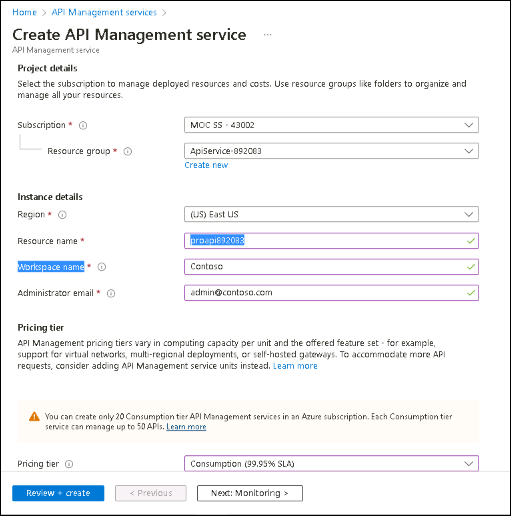 Home > API Management services >
Create API Management service ...
API Management service
Project details
Select the subscription to manage deployed resources and costs. Use resource groups like folders to organize and
manage all your resources.
Subscription * MOC SS - 43002
Resource group * ApiService-892083
Create new
Instance details
Region * (US) East US
Resource name * proapi892083
Workspace name * Contoso
Administrator email * admin@contoso.com
Pricing tier
API Management pricing tiers vary in computing capacity per unit and the offered feature set - for example,
support for virtual networks, multi-regional deployments, or self-hosted gateways. To accommodate more API
requests, consider adding API Management service units instead. Learn more
You can create only 20 Consumption tier API Management services in an Azure subscription. Each Consumption tier
service can manage up to 50 APIs. Learn more
Pricing tier Consumption (99.95% SLA)
Review + create < Previous Next: Monitoring >